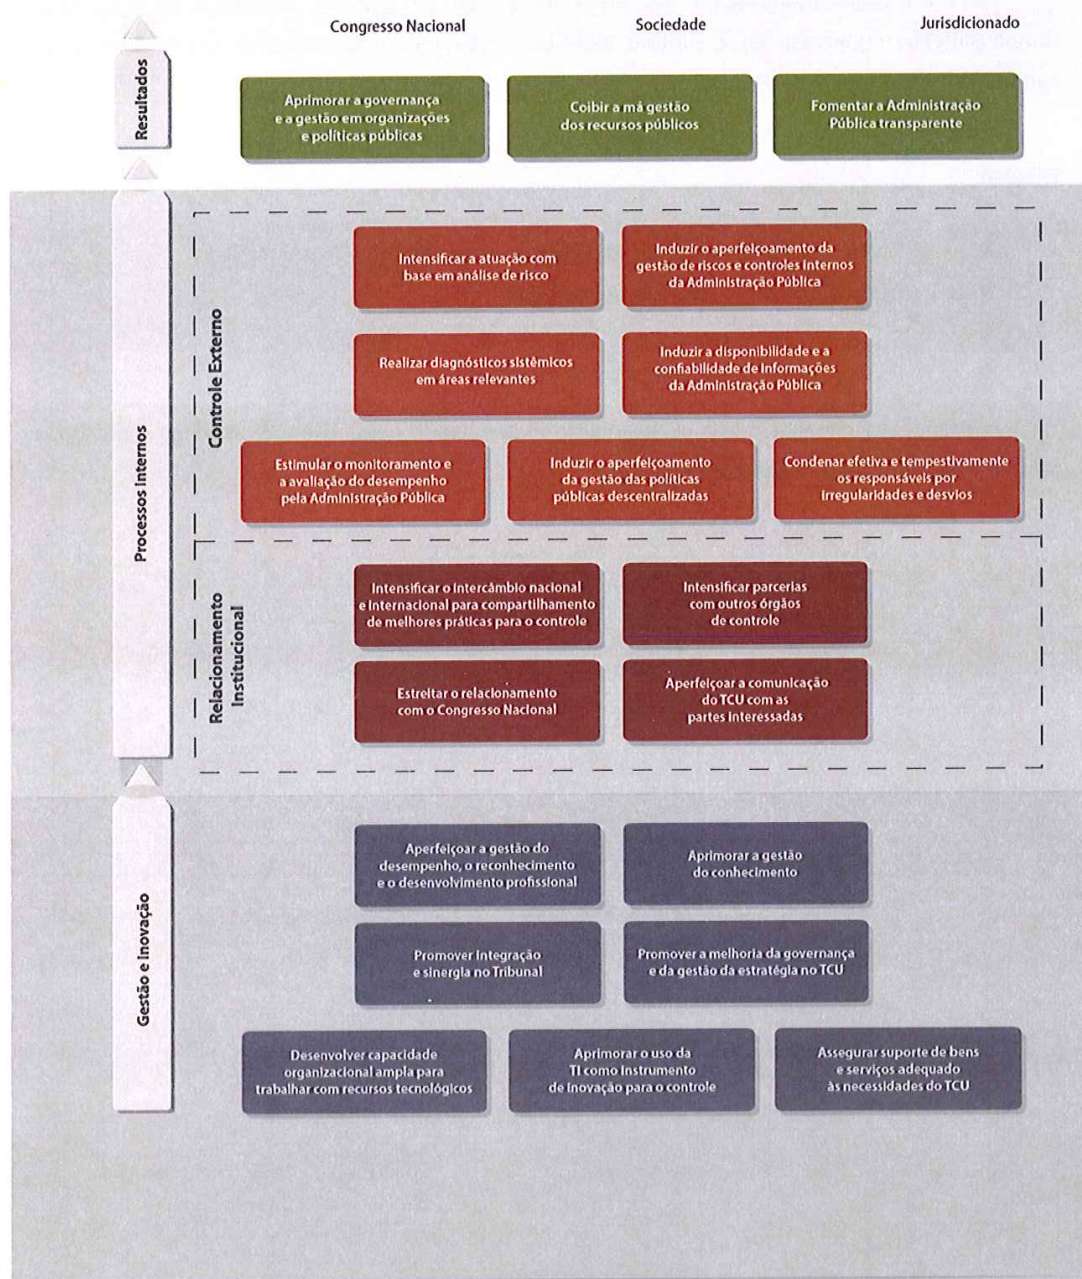 Congresso Nacional
Sociedade
Jurisdicionado
Resultados
Aprimorar a governança
e a gestão em organizações
e políticas públicas
Coibir a má gestão
dos recursos públicos
Fomentar a Administração
Pública transparente
Processos Internos
Controle Externo
Intensificar a atuação com
base em análise de risco
Induzir o aperfeiçoamento da
gestão de riscos e controles internos
da Administração Pública
Realizar diagnósticos sistêmicos
em áreas relevantes
Induzir a disponibilidade e a
confiabilidade de informações
da Administração Pública
Estimular o monitoramento e
a avaliação do desempenho
pela Administração Pública
Induzir o aperfeiçoamento
da gestão das políticas
públicas descentralizadas
Condenar efetiva e tempestivamente
os responsáveis por
irregularidades e desvios
Relacionamento
Institucional
Intensificar o intercâmbio nacional
e internacional para compartilhamento
de melhores práticas para o controle
Intensificar parcerias
com outros órgãos
de controle
Estreitar o relacionamento
com o Congresso Nacional
Aperfeiçoar a comunicação
do TCU com as
partes interessadas
Gestão e Inovação
Aperfeiçoar a gestão do
desempenho, o reconhecimento
e o desenvolvimento profissional
Aprimorar a gestão
do conhecimento
Promover integração
e sinergia no Tribunal
Promover a melhoria da governança
e da gestão da estratégia no TCU
Desenvolver capacidade
organizacional ampla para
trabalhar com recursos tecnológicos
Aprimorar o uso da
TI como instrumento
de inovação para o controle
Assegurar suporte de bens
e serviços adequado
às necessidades do TCU